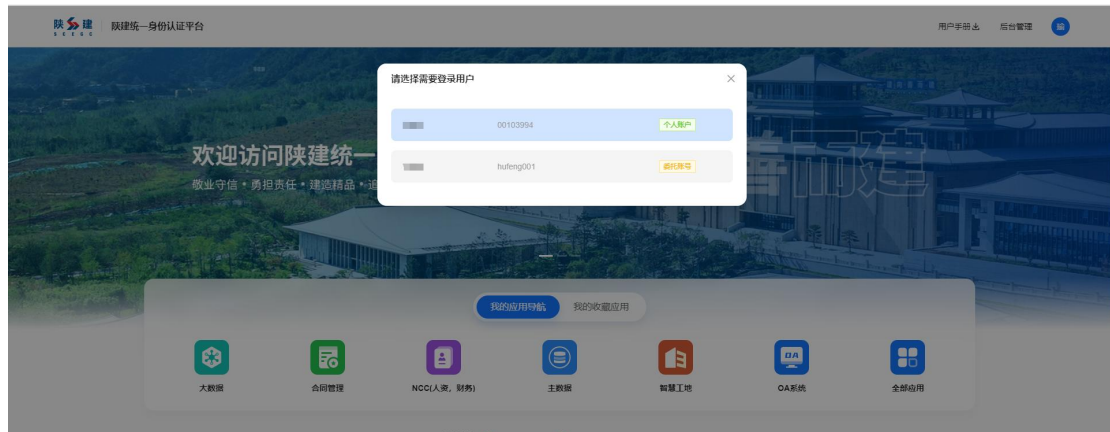 陕建 陕建统一身份认证平台 用户手册 后台管理
SCEGC
请选择需要登录用户
00103994 个人账户
hufeng001 委托账号
欢迎访问陕建统一
敬业守信·勇担责任·建造精品·追
善而建
我的应用导航 我的收藏应用
大数据 合同管理 NCC(人资，财务) 主数据 智慧工地 OA系统 全部应用